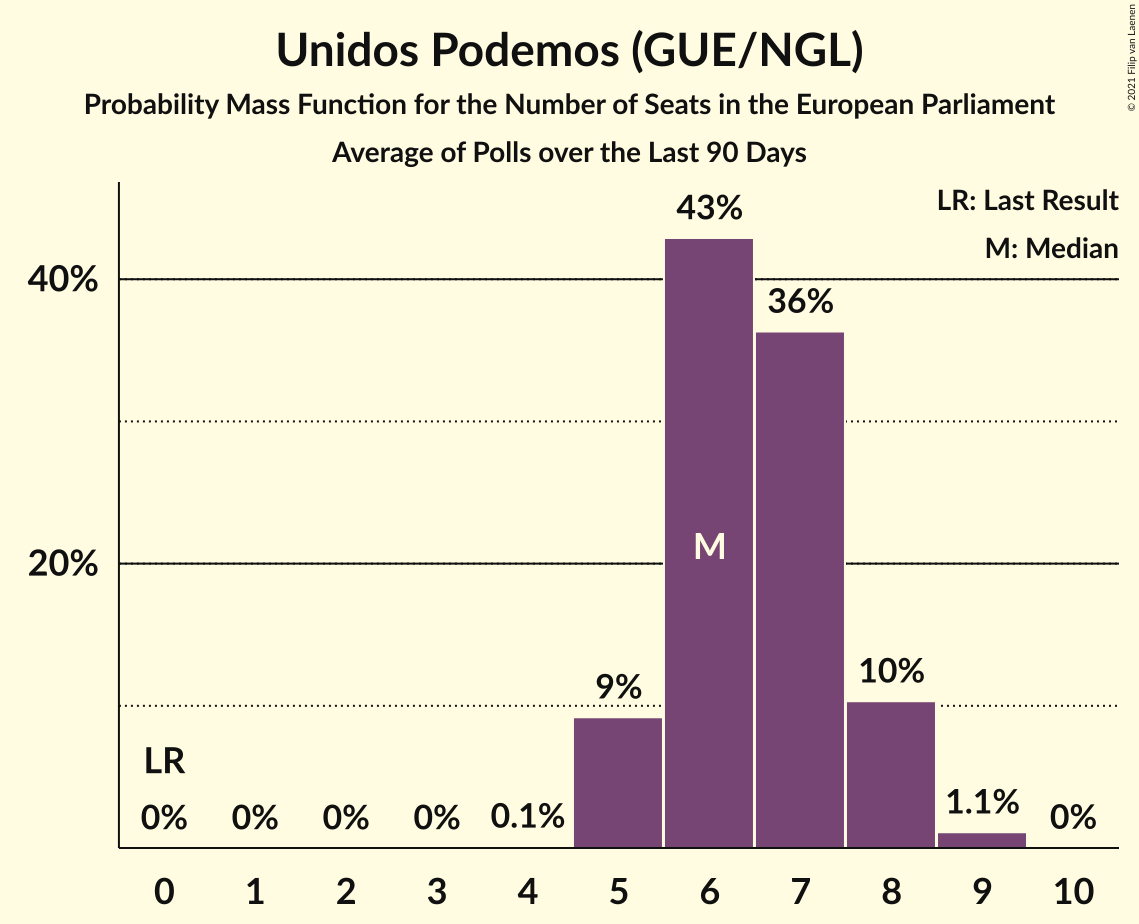 Unidos Podemos (GUE/NGL)
Probability Mass Function for the Number of Seats in the European Parliament
Average of Polls over the Last 90 Days
© 2021 Filip van Laenen
LR: Last Result
M: Median
43%
40%
36%
M
20%
10%
9%
LR
0% 0% 0% 0% 0.1% 1.1% 0%
0 1 2 3 4 5 6 7 8 9 10